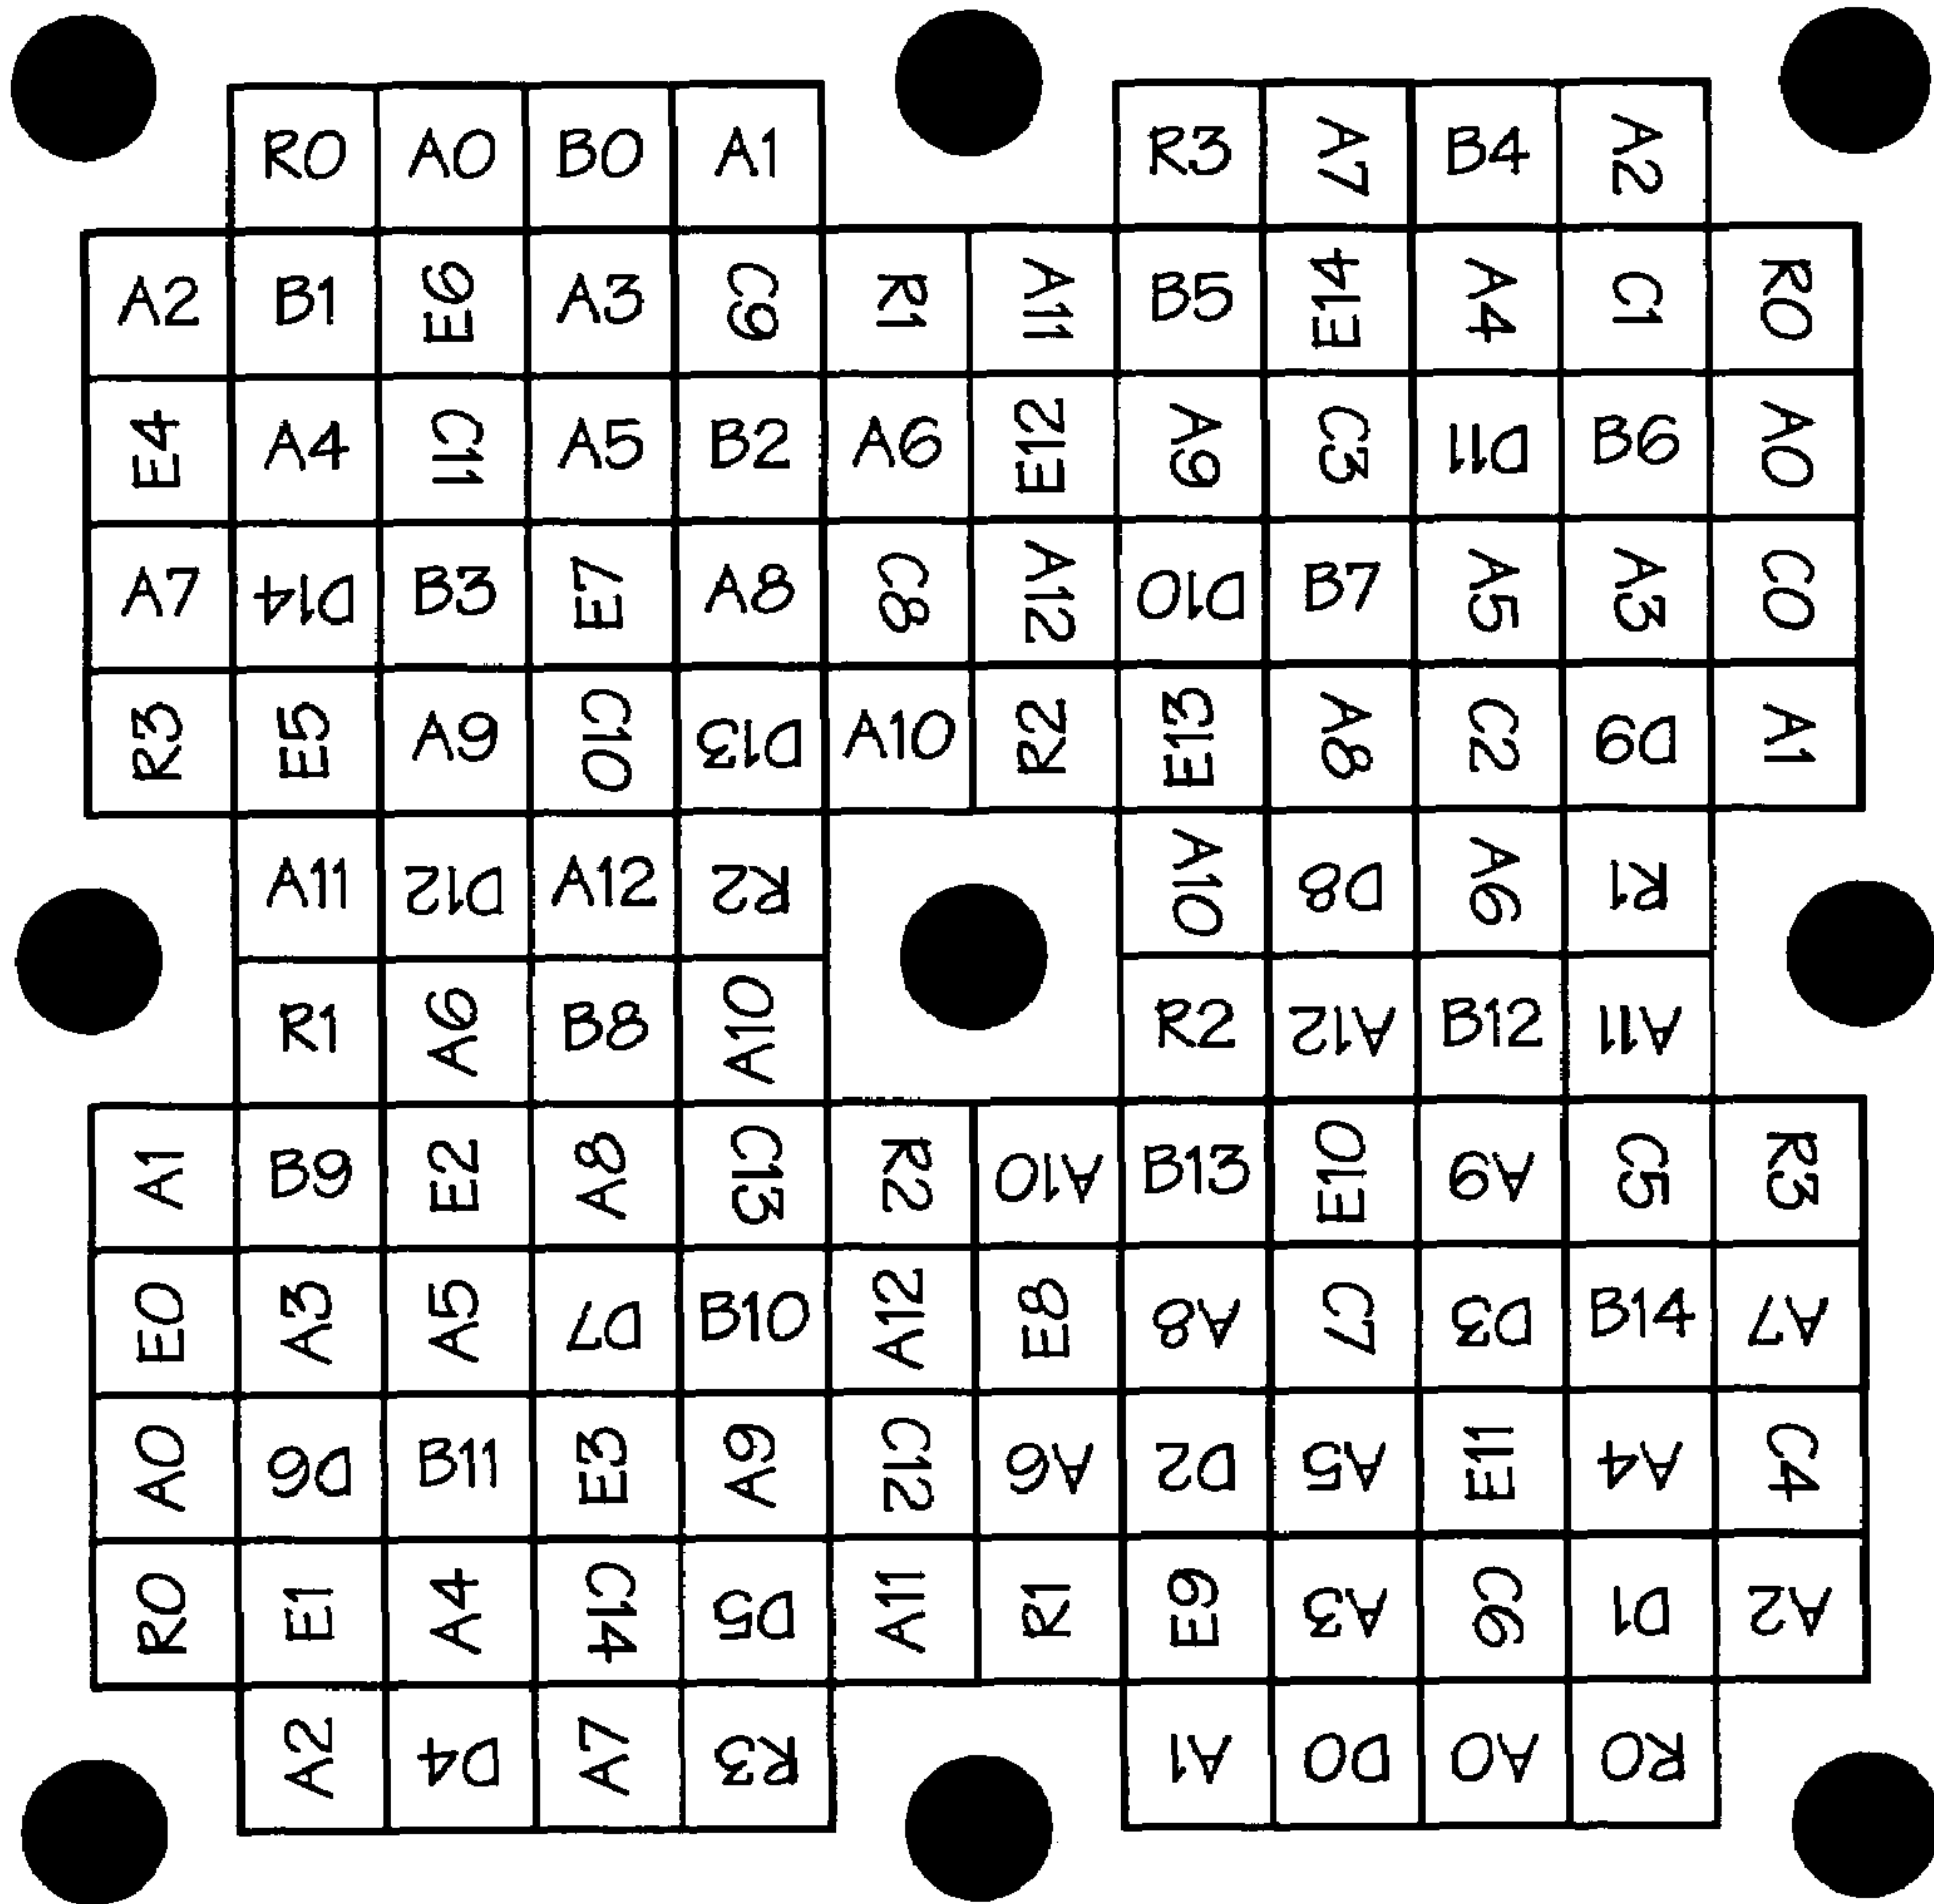 R0 A0 B0 A1 R3 A7 B4 A2
A2 B1 E6 A3 C9 R1 A11 B5 E14 A4 C1 R0
E4 A4 C11 A5 B2 A6 E12 A9 C3 D11 B6 A0
A7 D14 B3 E7 A8 C8 A12 D10 B7 A5 A3 C0
R3 E5 A9 C10 D13 A10 R2 E13 A8 C2 D9 A1
A11 D12 A12 R2 A10 D8 A6 R1
R1 A6 B8 A10 R2 A12 B12 A11
A1 B9 E2 A8 C13 R2 A10 B13 E10 A9 C5 R3
E0 A3 A5 D7 B10 A12 E8 A8 C7 D3 B14 A7
A0 D6 B11 E3 A9 C12 A6 D2 A5 E11 A4 C4
R0 E1 A4 C14 D5 A11 R1 E9 A3 C6 D1 A2
A2 D4 A7 R3 A1 D0 A0 R0